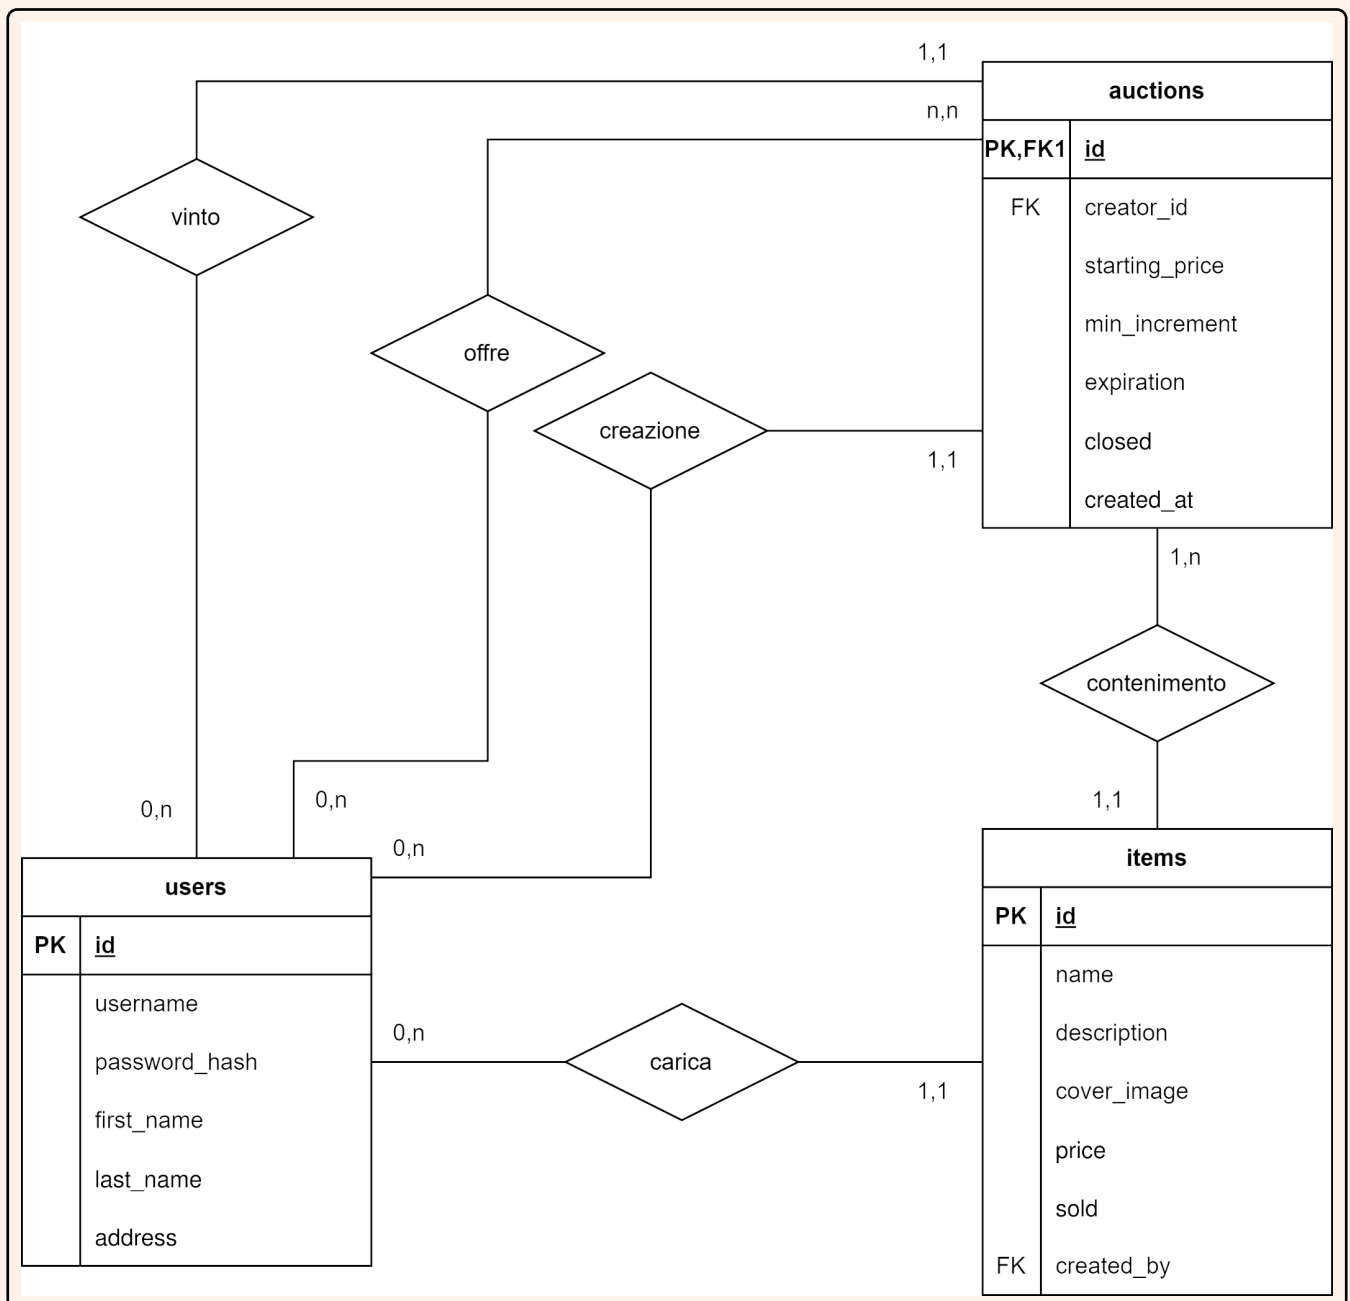 1,1
auctions
n,n
PK,FK1 id
vinto
FK creator_id
starting_price
offre
min_increment
expiration
creazione
closed
1,1
created_at
1,n
contenimento
0,n
0,n
1,1
0,n
items
users
PK id
PK id
name
username
0,n
description
password_hash
carica
1,1
cover_image
first_name
price
last_name
sold
address
FK created_by